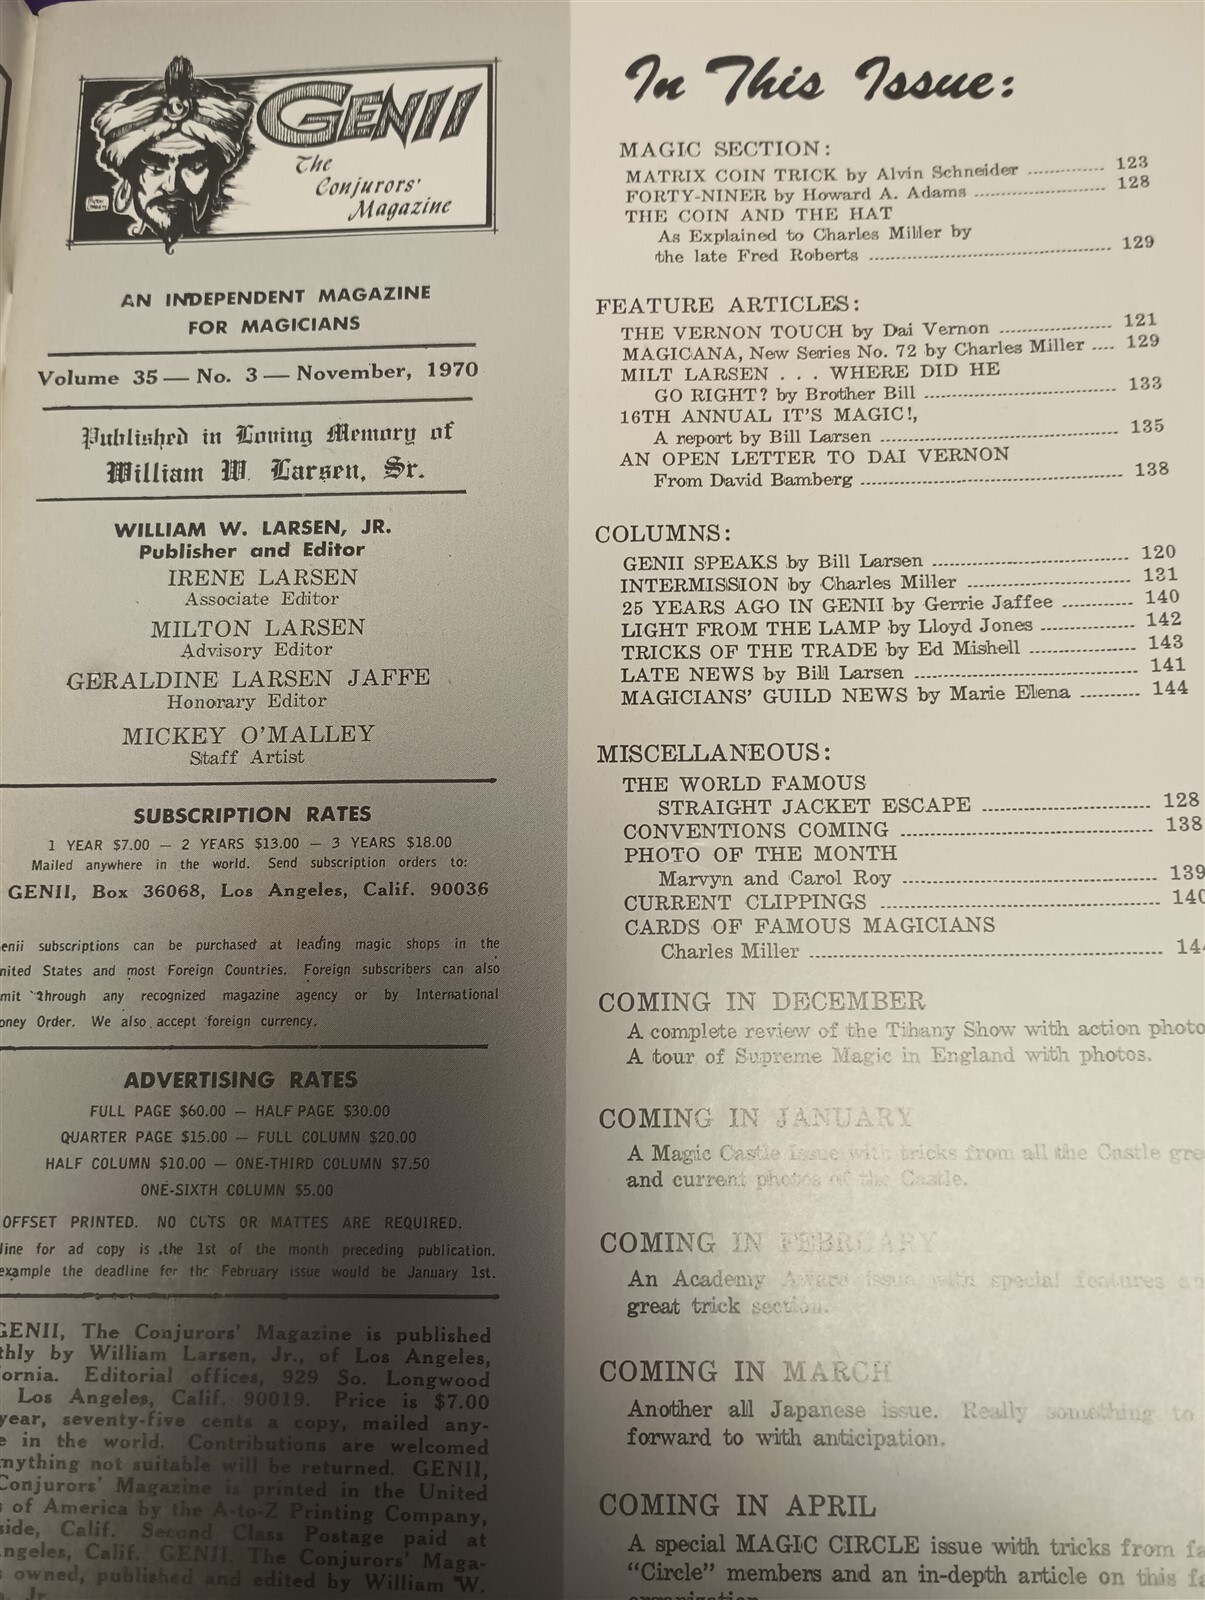 GENII
The
Conjurors'
Magazine
AN INDEPENDENT MAGAZINE
FOR MAGICIANS
Volume 35 — No. 3 — November, 1970
Published in Loving Memory of
William W. Larsen, Sr.
WILLIAM W. LARSEN, JR.
Publisher and Editor
IRENE LARSEN
Associate Editor
MILTON LARSEN
Advisory Editor
GERALDINE LARSEN JAFFE
Honorary Editor
MICKEY O'MALLEY
Staff Artist
SUBSCRIPTION RATES
1 YEAR $7.00 — 2 YEARS $13.00 — 3 YEARS $18.00
Mailed anywhere in the world. Send subscription orders to:
GENII, Box 36068, Los Angeles, Calif. 90036
enii subscriptions can be purchased at leading magic shops in the
nited States and most Foreign Countries. Foreign subscribers can also
mit through any recognized magazine agency or by International
oney Order. We also accept foreign currency.
ADVERTISING RATES
FULL PAGE $60.00 — HALF PAGE $30.00
QUARTER PAGE $15.00 — FULL COLUMN $20.00
HALF COLUMN $10.00 — ONE-THIRD COLUMN $7.50
ONE-SIXTH COLUMN $5.00
OFFSET PRINTED. NO CUTS OR MATTES ARE REQUIRED.
line for ad copy is the 1st of the month preceding publication.
example the deadline for the February issue would be January 1st.
GENII, The Conjurors' Magazine is published
thly by William Larsen, Jr., of Los Angeles,
ornia. Editorial offices, 929 So. Longwood
Los Angeles, Calif. 90019. Price is $7.00
year, seventy-five cents a copy, mailed any-
e in the world. Contributions are welcomed
nything not suitable will be returned. GENII,
Conjurors' Magazine is printed in the United
s of America by the A-to-Z Printing Company,
side, Calif. Second Class Postage paid at
ngeles, Calif. GENII, The Conjurors' Maga-
s owned, published and edited by William W.
Jr.
In This Issue:
MAGIC SECTION:
MATRIX COIN TRICK by Alvin Schneider 123
FORTY-NINER by Howard A. Adams 128
THE COIN AND THE HAT
As Explained to Charles Miller by
the late Fred Roberts 129
FEATURE ARTICLES:
THE VERNON TOUCH by Dai Vernon 121
MAGICANA, New Series No. 72 by Charles Miller .... 129
MILT LARSEN . . . WHERE DID HE
GO RIGHT? by Brother Bill 133
16TH ANNUAL IT'S MAGIC!,
A report by Bill Larsen 135
AN OPEN LETTER TO DAI VERNON
From David Bamberg 138
COLUMNS:
GENII SPEAKS by Bill Larsen 120
INTERMISSION by Charles Miller 131
25 YEARS AGO IN GENII by Gerrie Jaffee 140
LIGHT FROM THE LAMP by Lloyd Jones 142
TRICKS OF THE TRADE by Ed Mishell 143
LATE NEWS by Bill Larsen 141
MAGICIANS' GUILD NEWS by Marie Elena 144
MISCELLANEOUS:
THE WORLD FAMOUS
STRAIGHT JACKET ESCAPE 128
CONVENTIONS COMING 138
PHOTO OF THE MONTH
Marvyn and Carol Roy 139
CURRENT CLIPPINGS 140
CARDS OF FAMOUS MAGICIANS
Charles Miller 14
COMING IN DECEMBER
A complete review of the Tihany Show with action photo
A tour of Supreme Magic in England with photos.
COMING IN JANUARY
A Magic Castle Issue with tricks from all the Castle gre
and current photos of the Castle.
COMING IN FEBRUARY
An Academy Award issue with special features an
great trick section.
COMING IN MARCH
Another all Japanese issue. Really something to
forward to with anticipation.
COMING IN APRIL
A special MAGIC CIRCLE issue with tricks from fa
"Circle" members and an in-depth article on this fa